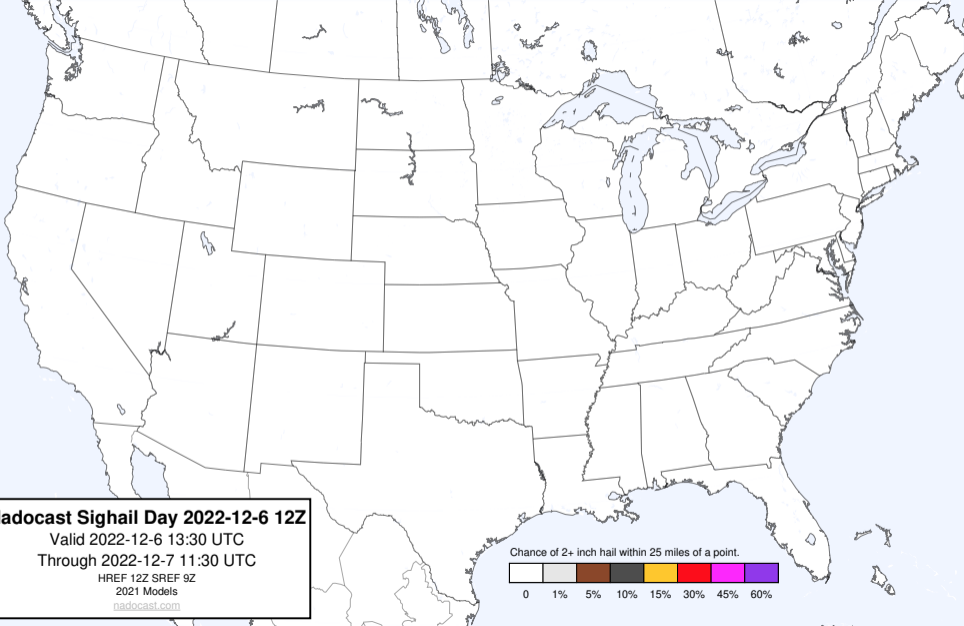 adocast Sighail Day 2022-12-6 12Z
Valid 2022-12-6 13:30 UTC
Through 2022-12-7 11:30 UTC
HREF 12Z SREF 9Z
2021 Models
nadocast.com
Chance of 2+ inch hail within 25 miles of a point.
0 1% 5% 10% 15% 30% 45% 60%